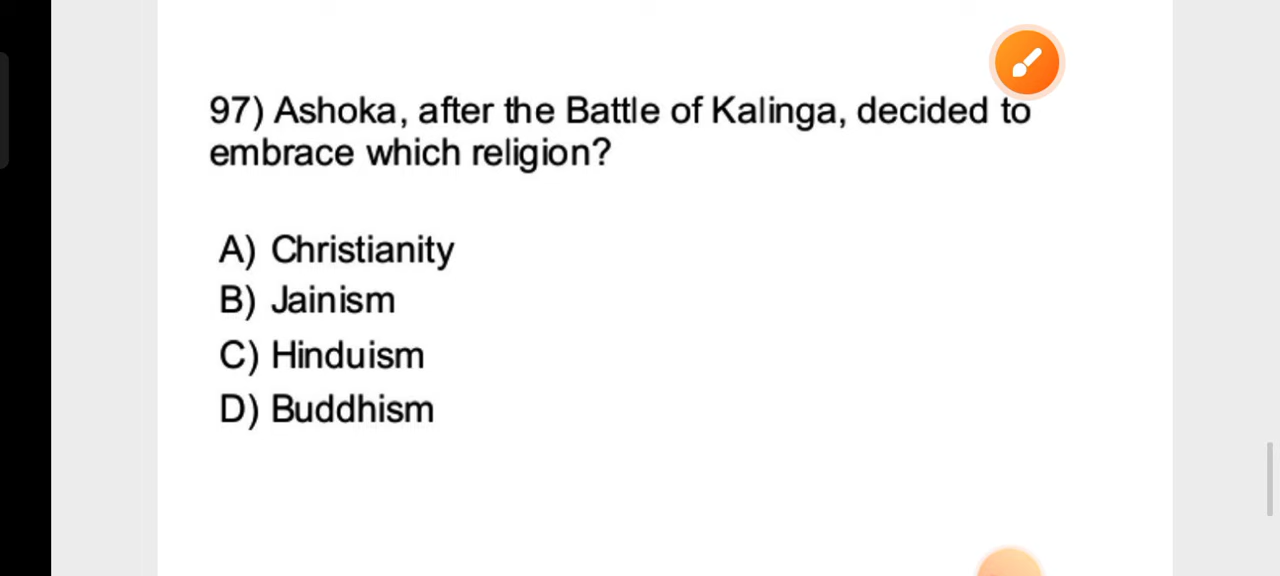 97) Ashoka, after the Battle of Kalinga, decided to
embrace which religion?
A) Christianity
B) Jainism
C) Hinduism
D) Buddhism